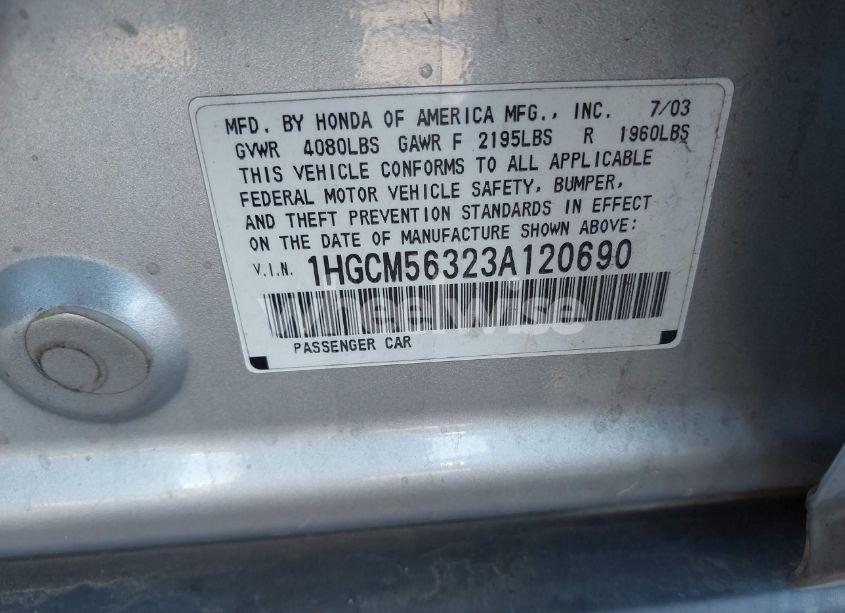 MFD. BY HONDA OF AMERICA MFG., INC. 7/03
GVWR 4080LBS GAWR F 2195LBS R 1960LBS
THIS VEHICLE CONFORMS TO ALL APPLICABLE
FEDERAL MOTOR VEHICLE SAFETY, BUMPER,
AND THEFT PREVENTION STANDARDS IN EFFECT
ON THE DATE OF MANUFACTURE SHOWN ABOVE:
V.I.N. 1HGCM56323A120690
wheelwise
PASSENGER CAR